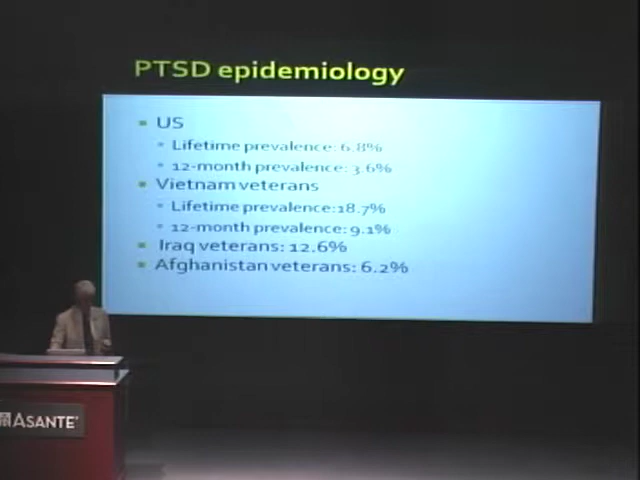 PTSD epidemiology
US
Lifetime prevalence: 6.8%
12-month prevalence: 3.6%
Vietnam veterans
Lifetime prevalence:18.7%
12-month prevalence: 9.1%
Iraq veterans: 12.6%
Afghanistan veterans: 6.2%
ASANTE